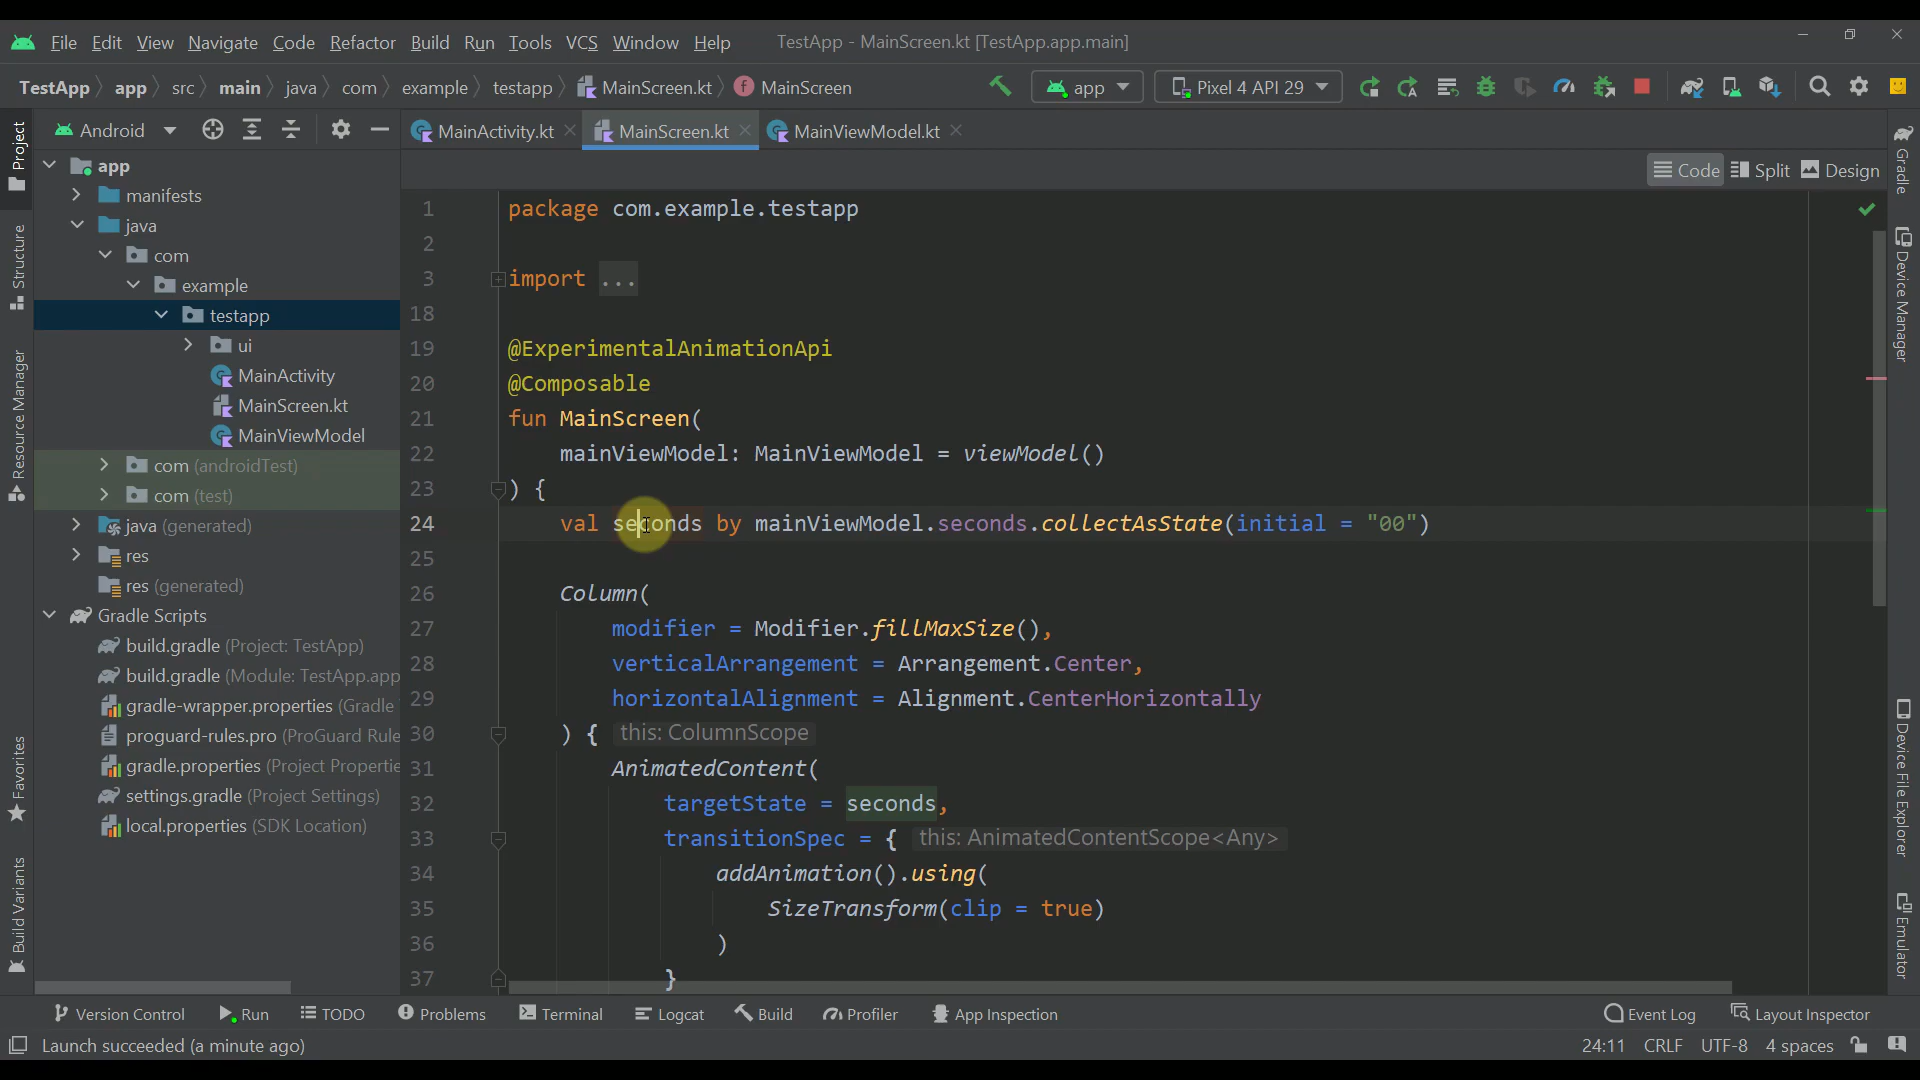 File Edit View Navigate Code Refactor Build Run Tools VCS Window Help TestApp - MainScreen.kt [TestApp.app.main]
TestApp app src main java com example testapp MainScreen.kt MainScreen app Pixel 4 API 29
Android MainActivity.kt MainScreen.kt MainViewModel.kt
Code Split Design
Project
Structure
Resource Manager
Favorites
Build Variants
app
manifests
java
com
example
testapp
ui
MainActivity
MainScreen.kt
MainViewModel
com (androidTest)
com (test)
java (generated)
res
res (generated)
Gradle Scripts
build.gradle (Project: TestApp)
build.gradle (Module: TestApp.app
gradle-wrapper.properties (Gradle
proguard-rules.pro (ProGuard Rule
gradle.properties (Project Propertie
settings.gradle (Project Settings)
local.properties (SDK Location)
1 package com.example.testapp
2
3 import ...
18
19 @ExperimentalAnimationApi
20 @Composable
21 fun MainScreen(
22 mainViewModel: MainViewModel = viewModel()
23 ) {
24 val seconds by mainViewModel.seconds.collectAsState(initial = "00")
25
26 Column(
27 modifier = Modifier.fillMaxSize(),
28 verticalArrangement = Arrangement.Center,
29 horizontalAlignment = Alignment.CenterHorizontally
30 ) { this: ColumnScope
31 AnimatedContent(
32 targetState = seconds,
33 transitionSpec = { this: AnimatedContentScope<Any>
34 addAnimation().using(
35 SizeTransform(clip = true)
36 )
37 }
Gradle
Device Manager
Device File Explorer
Emulator
Version Control Run TODO Problems Terminal Logcat Build Profiler App Inspection Event Log Layout Inspector
Launch succeeded (a minute ago) 24:11 CRLF UTF-8 4 spaces